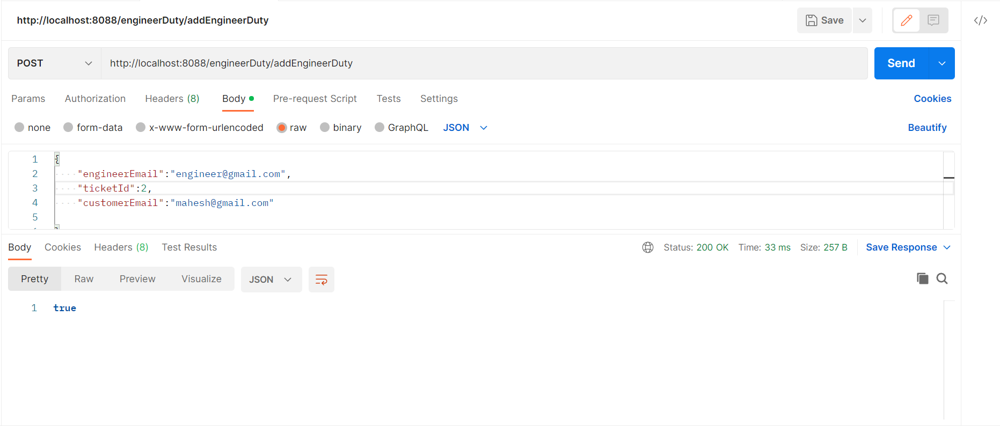 http://localhost:8088/engineerDuty/addEngineerDuty
Save
POST http://localhost:8088/engineerDuty/addEngineerDuty Send
Params Authorization Headers (8) Body Pre-request Script Tests Settings Cookies
none form-data x-www-form-urlencoded raw binary GraphQL JSON Beautify
1 {
2 "engineerEmail":"engineer@gmail.com",
3 "ticketId":2,
4 "customerEmail":"mahesh@gmail.com"
5
Body Cookies Headers (8) Test Results Status: 200 OK Time: 33 ms Size: 257 B Save Response
Pretty Raw Preview Visualize JSON
1 true